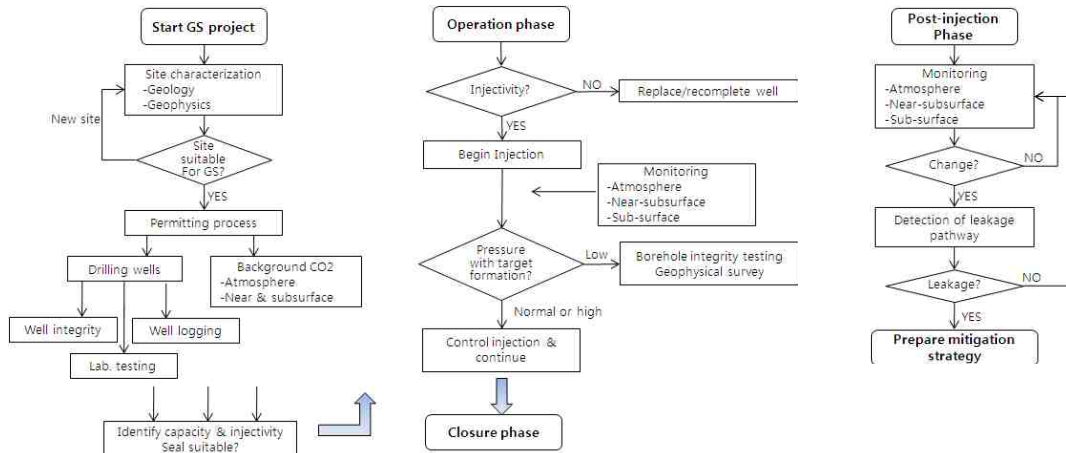 Start GS project
Site characterization
-Geology
-Geophysics
New site
Site
suitable
For GS?
YES
Permitting process
Drilling wells
Background CO2
-Atmosphere
-Near & subsurface
Well integrity
Well logging
Lab. testing
Identify capacity & injectivity
Seal suitable?
Operation phase
Injectivity?
NO
Replace/recomplete well
YES
Begin Injection
Monitoring
-Atmosphere
-Near-subsurface
-Sub-surface
Pressure
with target
formation?
Low
Borehole integrity testing
Geophysical survey
Normal or high
Control injection &
continue
Closure phase
Post-injection
Phase
Monitoring
-Atmosphere
-Near-subsurface
-Sub-surface
Change?
NO
YES
Detection of leakage
pathway
Leakage?
NO
YES
Prepare mitigation
strategy